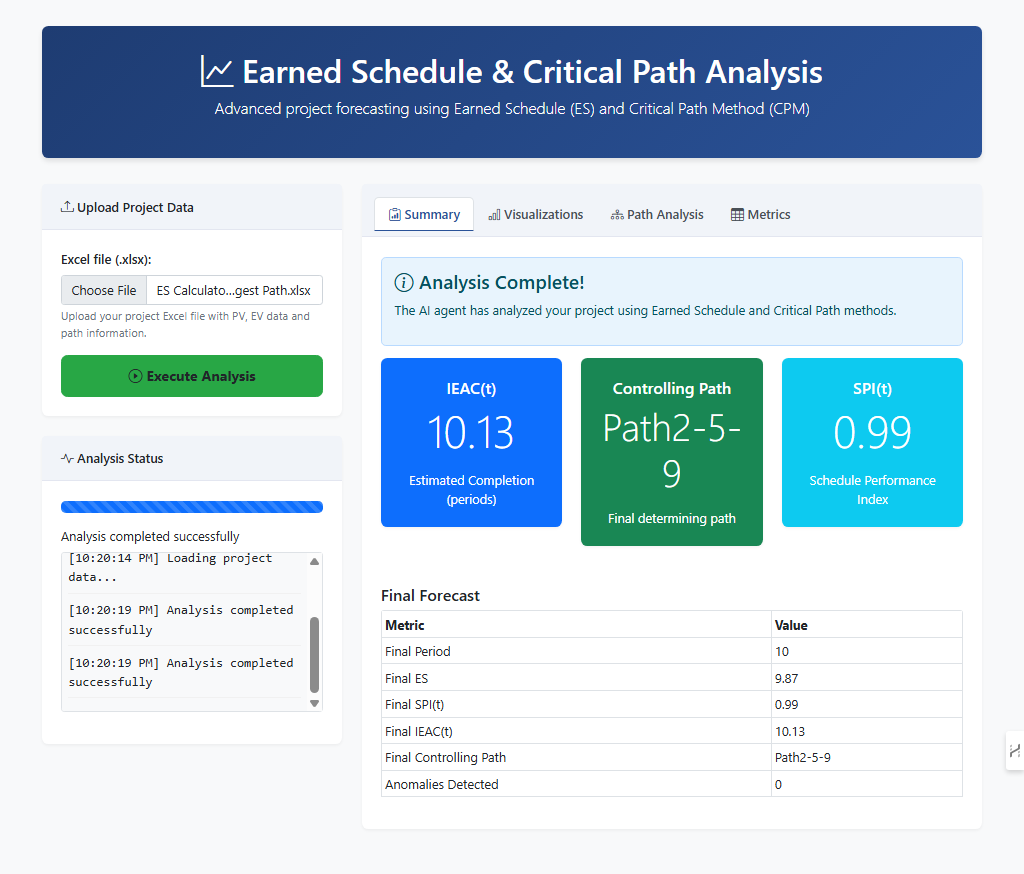 Earned Schedule & Critical Path Analysis
Advanced project forecasting using Earned Schedule (ES) and Critical Path Method (CPM)
Upload Project Data
Excel file (.xlsx):
Choose File ES Calculato...gest Path.xlsx
Upload your project Excel file with PV, EV data and
path information.
Execute Analysis
Analysis Status
Analysis completed successfully
[10:20:14 PM] Loading project
data...
[10:20:19 PM] Analysis completed
successfully
[10:20:19 PM] Analysis completed
successfully
Summary Visualizations Path Analysis Metrics
Analysis Complete!
The AI agent has analyzed your project using Earned Schedule and Critical Path methods.
IEAC(t)
10.13
Estimated Completion
(periods)
Controlling Path
Path2-5-
9
Final determining path
SPI(t)
0.99
Schedule Performance
Index
Final Forecast
Metric Value
Final Period 10
Final ES 9.87
Final SPI(t) 0.99
Final IEAC(t) 10.13
Final Controlling Path Path2-5-9
Anomalies Detected 0